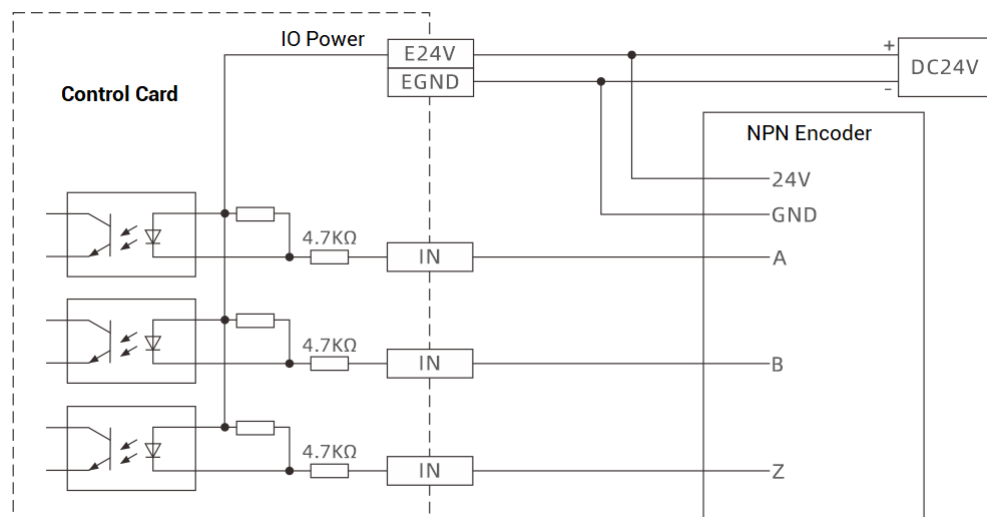 IO Power
E24V
EGND
+
-
DC24V
Control Card
NPN Encoder
24V
GND
4.7KΩ
IN
A
4.7KΩ
IN
B
4.7KΩ
IN
Z